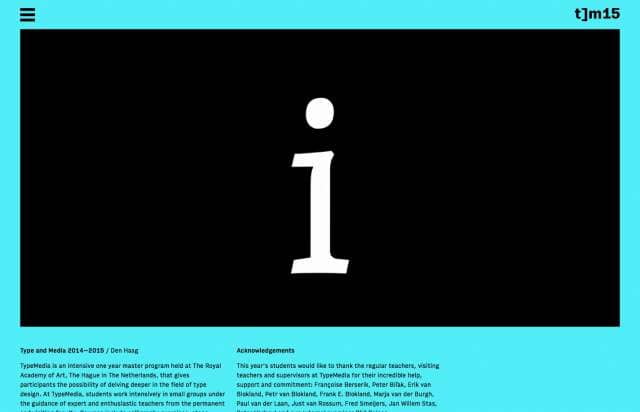 t]m15
i
Type and Media 2014—2015 / Den Haag
TypeMedia is an intensive one year master program held at The Royal
Academy of Art, The Hague in The Netherlands, that gives
participants the possibility of delving deeper in the field of type
design. At TypeMedia, students work intensively in small groups under
the guidance of expert and enthusiastic teachers from the permanent
Acknowledgements
This year's students would like to thank the regular teachers, visiting
teachers and supervisors at TypeMedia for their incredible help,
support and commitment: Françoise Berserik, Peter Biľak, Erik van
Blokland, Petr van Blokland, Frank E. Blokland, Marja van der Burgh,
Paul van der Laan, Just van Rossum, Fred Smeijers, Jan Willem Stas,